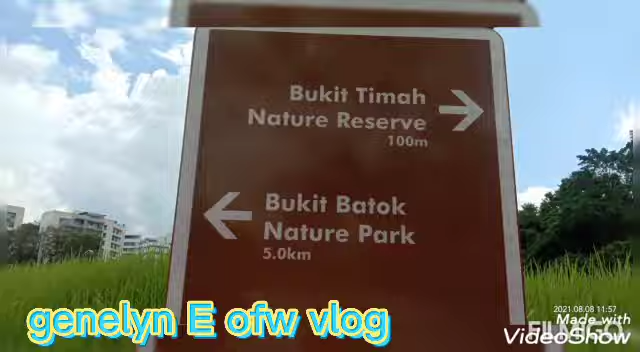 Bukit Timah
Nature Reserve
100m
Bukit Batok
Nature Park
5.0km
genelyn E ofw vlog
2021.08.08 11:57
Made with
VideoShow